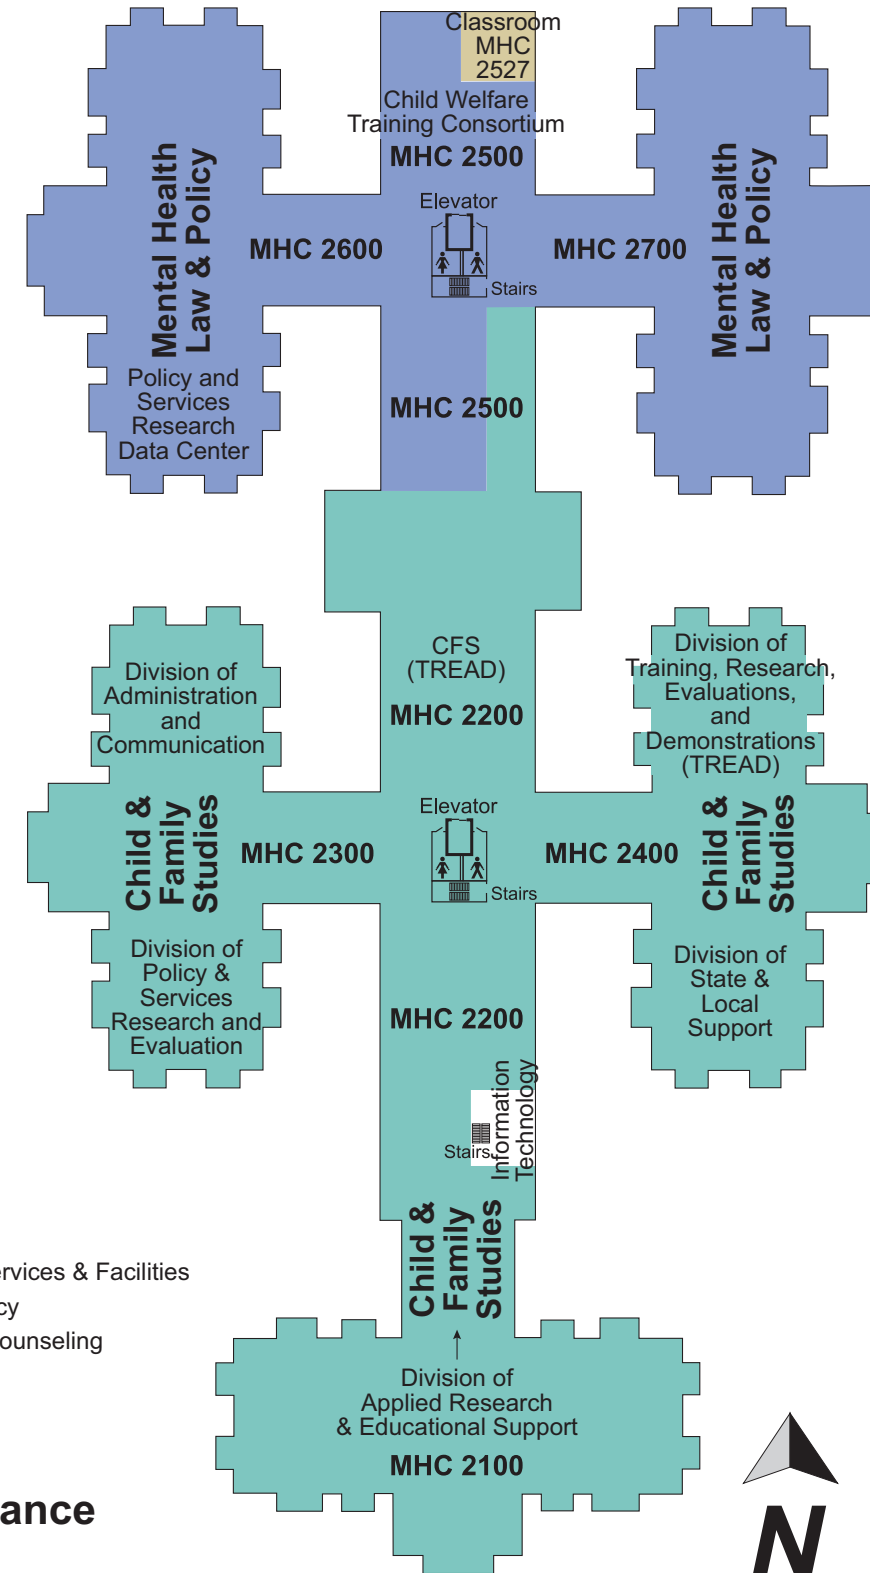 Classroom
MHC
2527
Child Welfare
Training Consortium
MHC 2500
Mental Health
Law & Policy
Elevator
MHC 2600
MHC 2700
Stairs
Mental Health
Law & Policy
Policy and
Services
Research
Data Center
MHC 2500
CFS
(TREAD)
MHC 2200
Division of
Administration
and
Communication
Division of
Training, Research,
Evaluations,
and
Demonstrations
(TREAD)
Child &
Family
Studies
Elevator
MHC 2300
MHC 2400
Stairs
Child &
Family
Studies
Division of
Policy &
Services
Research and
Evaluation
Division of
State &
Local
Support
MHC 2200
Information
Technology
Stairs
Child &
Family
Studies
rvices & Facilities
cy
ounseling
Division of
Applied Research
& Educational Support
MHC 2100
ance
N